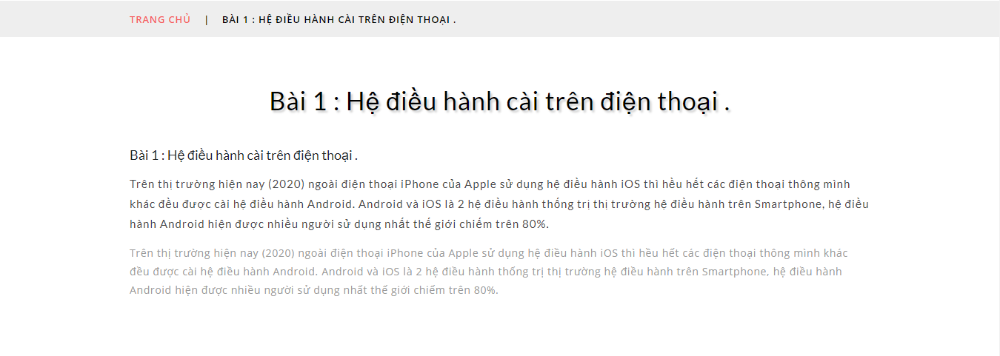 TRANG CHỦ | BÀI 1 : HỆ ĐIỀU HÀNH CÀI TRÊN ĐIỆN THOẠI .
Bài 1 : Hệ điều hành cài trên điện thoại .
Bài 1 : Hệ điều hành cài trên điện thoại .
Trên thị trường hiện nay (2020) ngoài điện thoại iPhone của Apple sử dụng hệ điều hành iOS thì hều hết các điện thoại thông mình
khác đều được cài hệ điều hành Android. Android và iOS là 2 hệ điều hành thống trị thị trường hệ điều hành trên Smartphone, hệ điều
hành Android hiện được nhiều người sử dụng nhất thế giới chiếm trên 80%.
Trên thị trường hiện nay (2020) ngoài điện thoại iPhone của Apple sử dụng hệ điều hành iOS thì hều hết các điện thoại thông mình khác
đều được cài hệ điều hành Android. Android và iOS là 2 hệ điều hành thống trị thị trường hệ điều hành trên Smartphone, hệ điều hành
Android hiện được nhiều người sử dụng nhất thế giới chiếm trên 80%.